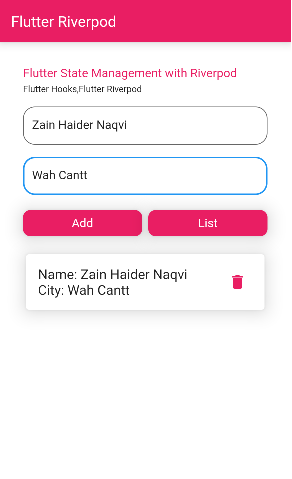 Flutter Riverpod
Flutter State Management with Riverpod
Flutter Hooks,Flutter Riverpod
Zain Haider Naqvi
Wah Cantt
Add
List
Name: Zain Haider Naqvi
City: Wah Cantt